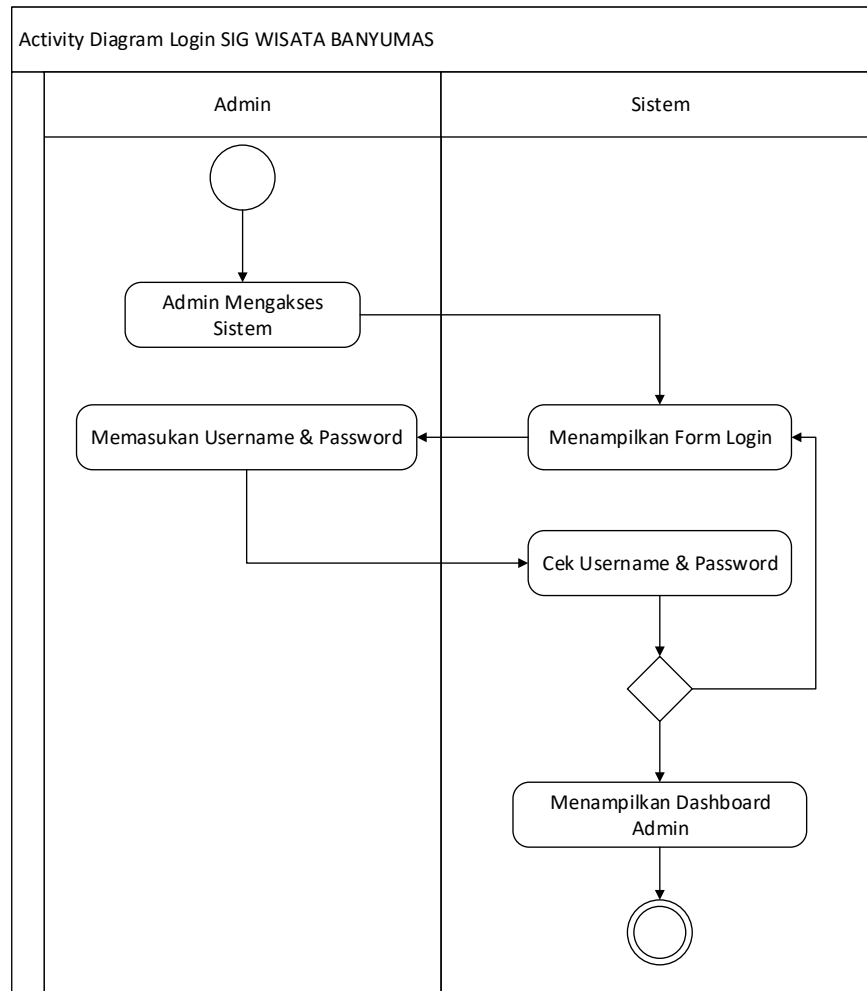 Activity Diagram Login SIG WISATA BANYUMAS
Admin
Sistem
Admin Mengakses
Sistem
Memasukan Username & Password
Menampilkan Form Login
Cek Username & Password
Menampilkan Dashboard
Admin